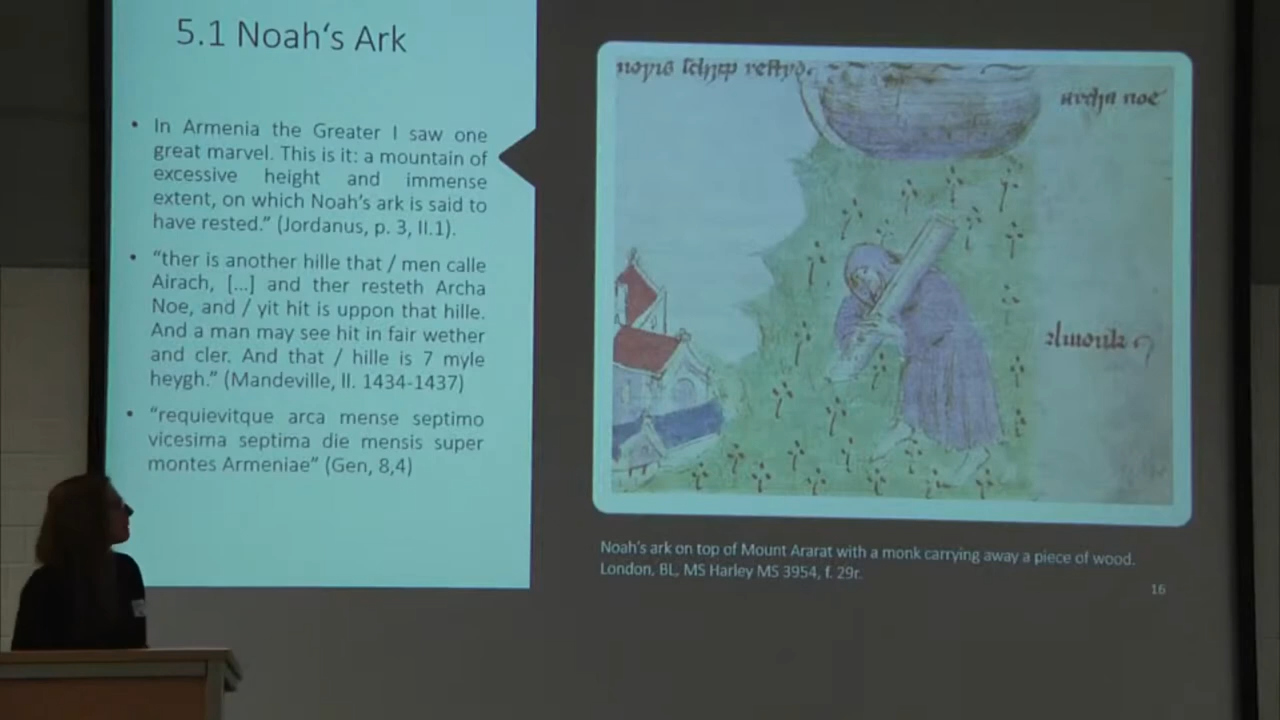 5.1 Noah's Ark
• In Armenia the Greater I saw one
great marvel. This is it: a mountain of
excessive height and immense
extent, on which Noah's ark is said to
have rested." (Jordanus, p. 3, II.1).
• "ther is another hille that / men calle
Airach, [...] and ther resteth Archa
Noe, and / yit hit is uppon that hille.
And a man may see hit in fair wether
and cler. And that / hille is 7 myle
heygh." (Mandeville, ll. 1434-1437)
• "requievitque arca mense septimo
vicesima septima die mensis super
montes Armeniae" (Gen, 8,4)
archa noe
Noah's ark on top of Mount Ararat with a monk carrying away a piece of wood.
London, BL, MS Harley MS 3954, f. 29r.
16